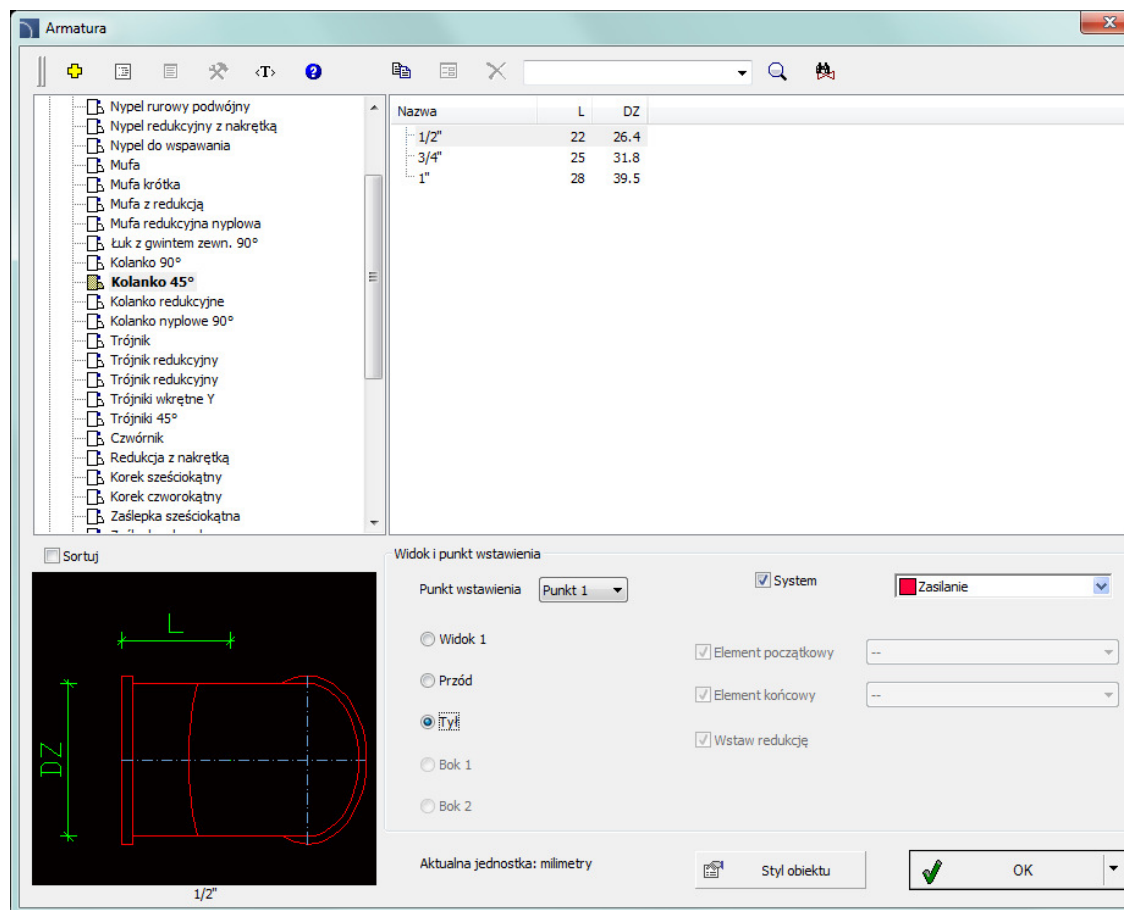 Armatura
‹T›
Nypel rurowy podwójny
Nypel redukcyjny z nakrętką
Nypel do wspawania
Mufa
Mufa krótka
Mufa z redukcją
Mufa redukcyjna nyplowa
Łuk z gwintem zewn. 90°
Kolanko 90°
Kolanko 45°
Kolanko redukcyjne
Kolanko nyplowe 90°
Trójnik
Trójnik redukcyjny
Trójnik redukcyjny
Trójniki wkrętne Y
Trójniki 45°
Czwórnik
Redukcja z nakrętką
Korek sześciokątny
Korek czworokątny
Zaślepka sześciokątna
Nazwa L DZ
1/2" 22 26.4
3/4" 25 31.8
1" 28 39.5
Sortuj
L
DZ
1/2"
Widok i punkt wstawienia
Punkt wstawienia Punkt 1
System Zasilanie
Widok 1
Przód
Tył
Bok 1
Bok 2
Element początkowy --
Element końcowy --
Wstaw redukcję
Aktualna jednostka: milimetry
Styl obiektu
OK